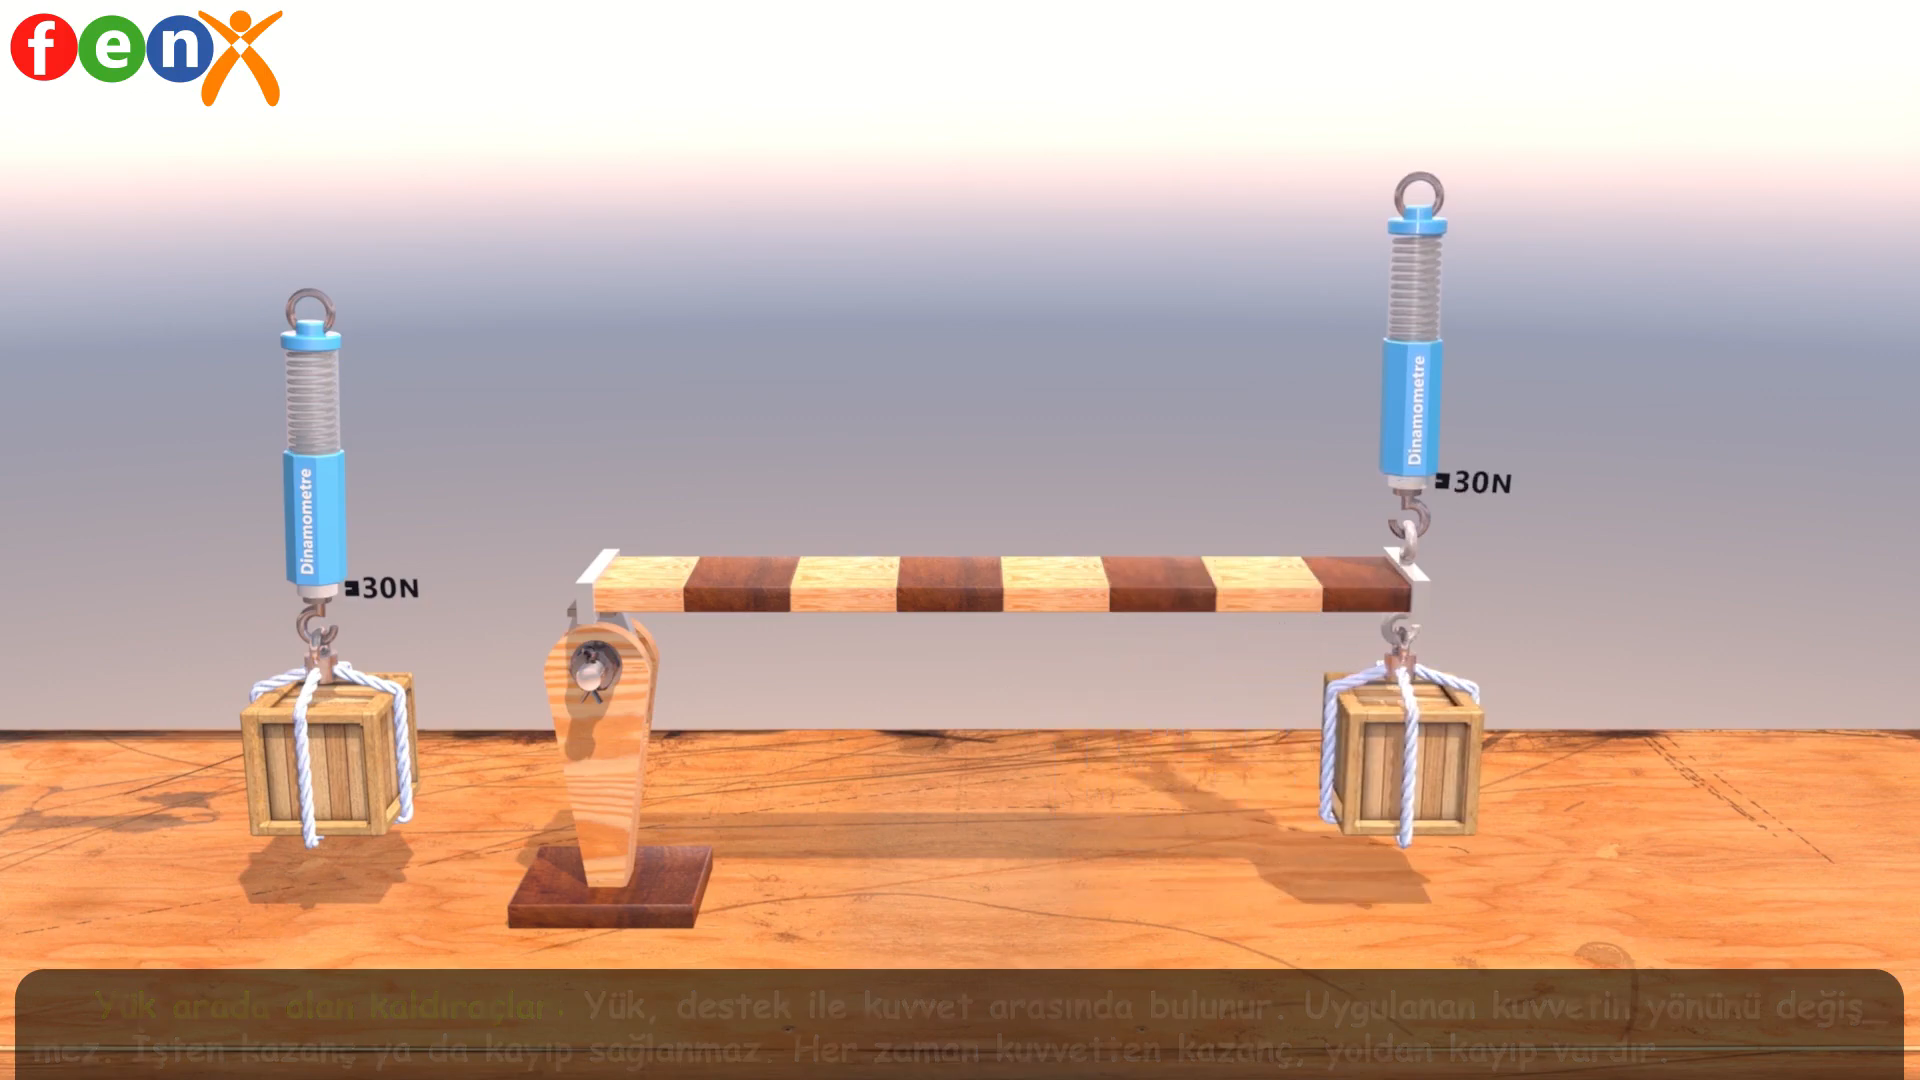 fenX
Dinamometre
30N
Dinamometre
30N
Yük arada olan kaldıraçlar: Yük, destek ile kuvvet arasında bulunur. Uygulanan kuvvetin yönünü değiş_
mez. İşten kazanç ya da kayıp sağlanmaz. Her zaman kuvvetten kazanç, yoldan kayıp vardır.